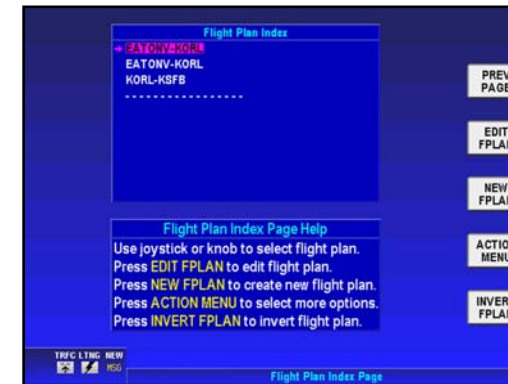 Flight Plan Index
EATONV-KORL
EATONV-KORL
KORL-KSFB
- - - - - - - - - - - - - - - - -
PREV
PAGE
EDIT
FPLAN
NEW
FPLAN
ACTIO
MENU
INVER
FPLAN
Flight Plan Index Page Help
Use joystick or knob to select flight plan.
Press EDIT FPLAN to edit flight plan.
Press NEW FPLAN to create new flight plan.
Press ACTION MENU to select more options.
Press INVERT FPLAN to invert flight plan.
TRFC LTNG NEW
MSG
Flight Plan Index Page